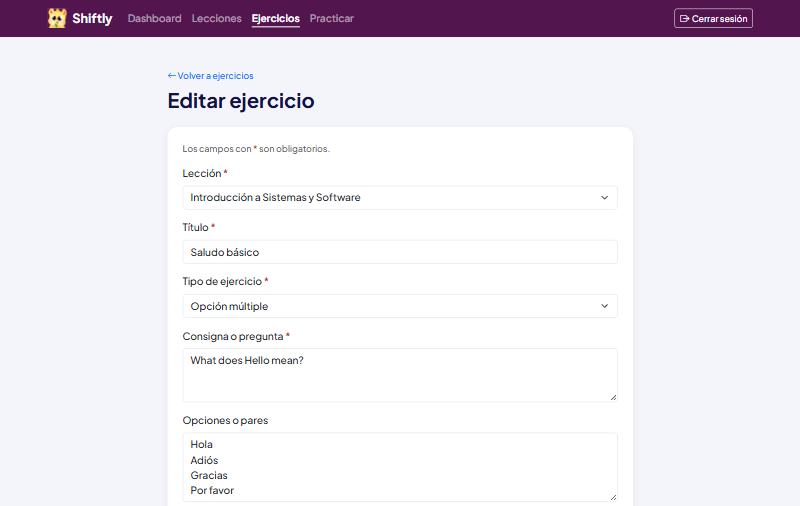 Shiftly Dashboard Lecciones Ejercicios Practicar Cerrar sesión
← Volver a ejercicios
Editar ejercicio
Los campos con * son obligatorios.
Lección *
Introducción a Sistemas y Software
Título *
Saludo básico
Tipo de ejercicio *
Opción múltiple
Consigna o pregunta *
What does Hello mean?
Opciones o pares
Hola
Adiós
Gracias
Por favor